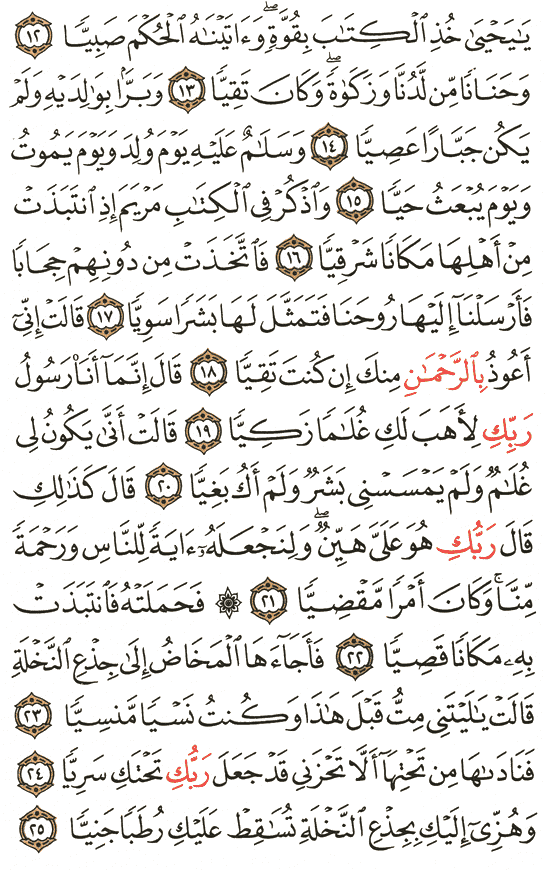 يَـٰيَحْيَىٰ خُذِ ٱلْكِتَـٰبَ بِقُوَّةٍۖ وَءَاتَيْنَـٰهُ ٱلْحُكْمَ صَبِيًّا ١٢
وَحَنَانًا مِّن لَّدُنَّا وَزَكَوٰةًۖ وَكَانَ تَقِيًّا ١٣ وَبَرًّۢا بِوَٰلِدَيْهِ وَلَمْ
يَكُن جَبَّارًا عَصِيًّا ١٤ وَسَلَـٰمٌ عَلَيْهِ يَوْمَ وُلِدَ وَيَوْمَ يَمُوتُ
وَيَوْمَ يُبْعَثُ حَيًّا ١٥ وَٱذْكُرْ فِى ٱلْكِتَـٰبِ مَرْيَمَ إِذِ ٱنتَبَذَتْ
مِنْ أَهْلِهَا مَكَانًا شَرْقِيًّا ١٦ فَٱتَّخَذَتْ مِن دُونِهِمْ حِجَابًا
فَأَرْسَلْنَآ إِلَيْهَا رُوحَنَا فَتَمَثَّلَ لَهَا بَشَرًا سَوِيًّا ١٧ قَالَتْ إِنِّىٓ
أَعُوذُ بِٱلرَّحْمَـٰنِ مِنكَ إِن كُنتَ تَقِيًّا ١٨ قَالَ إِنَّمَآ أَنَا۠ رَسُولُ
رَبِّكِ لِأَهَبَ لَكِ غُلَـٰمًا زَكِيًّا ١٩ قَالَتْ أَنَّىٰ يَكُونُ لِى
غُلَـٰمٌ وَلَمْ يَمْسَسْنِى بَشَرٌ وَلَمْ أَكُ بَغِيًّا ٢٠ قَالَ كَذَٰلِكِ
قَالَ رَبُّكِ هُوَ عَلَىَّ هَيِّنٌۖ وَلِنَجْعَلَهُۥٓ ءَايَةً لِّلنَّاسِ وَرَحْمَةً
مِّنَّاۚ وَكَانَ أَمْرًا مَّقْضِيًّا ٢١ ۞ فَحَمَلَتْهُ فَٱنتَبَذَتْ
بِهِۦ مَكَانًا قَصِيًّا ٢٢ فَأَجَآءَهَا ٱلْمَخَاضُ إِلَىٰ جِذْعِ ٱلنَّخْلَةِ
قَالَتْ يَـٰلَيْتَنِى مِتُّ قَبْلَ هَـٰذَا وَكُنتُ نَسْيًا مَّنسِيًّا ٢٣
فَنَادَىٰهَا مِن تَحْتِهَآ أَلَّا تَحْزَنِى قَدْ جَعَلَ رَبُّكِ تَحْتَكِ سَرِيًّا ٢٤
وَهُزِّىٓ إِلَيْكِ بِجِذْعِ ٱلنَّخْلَةِ تُسَـٰقِطْ عَلَيْكِ رُطَبًا جَنِيًّا ٢٥